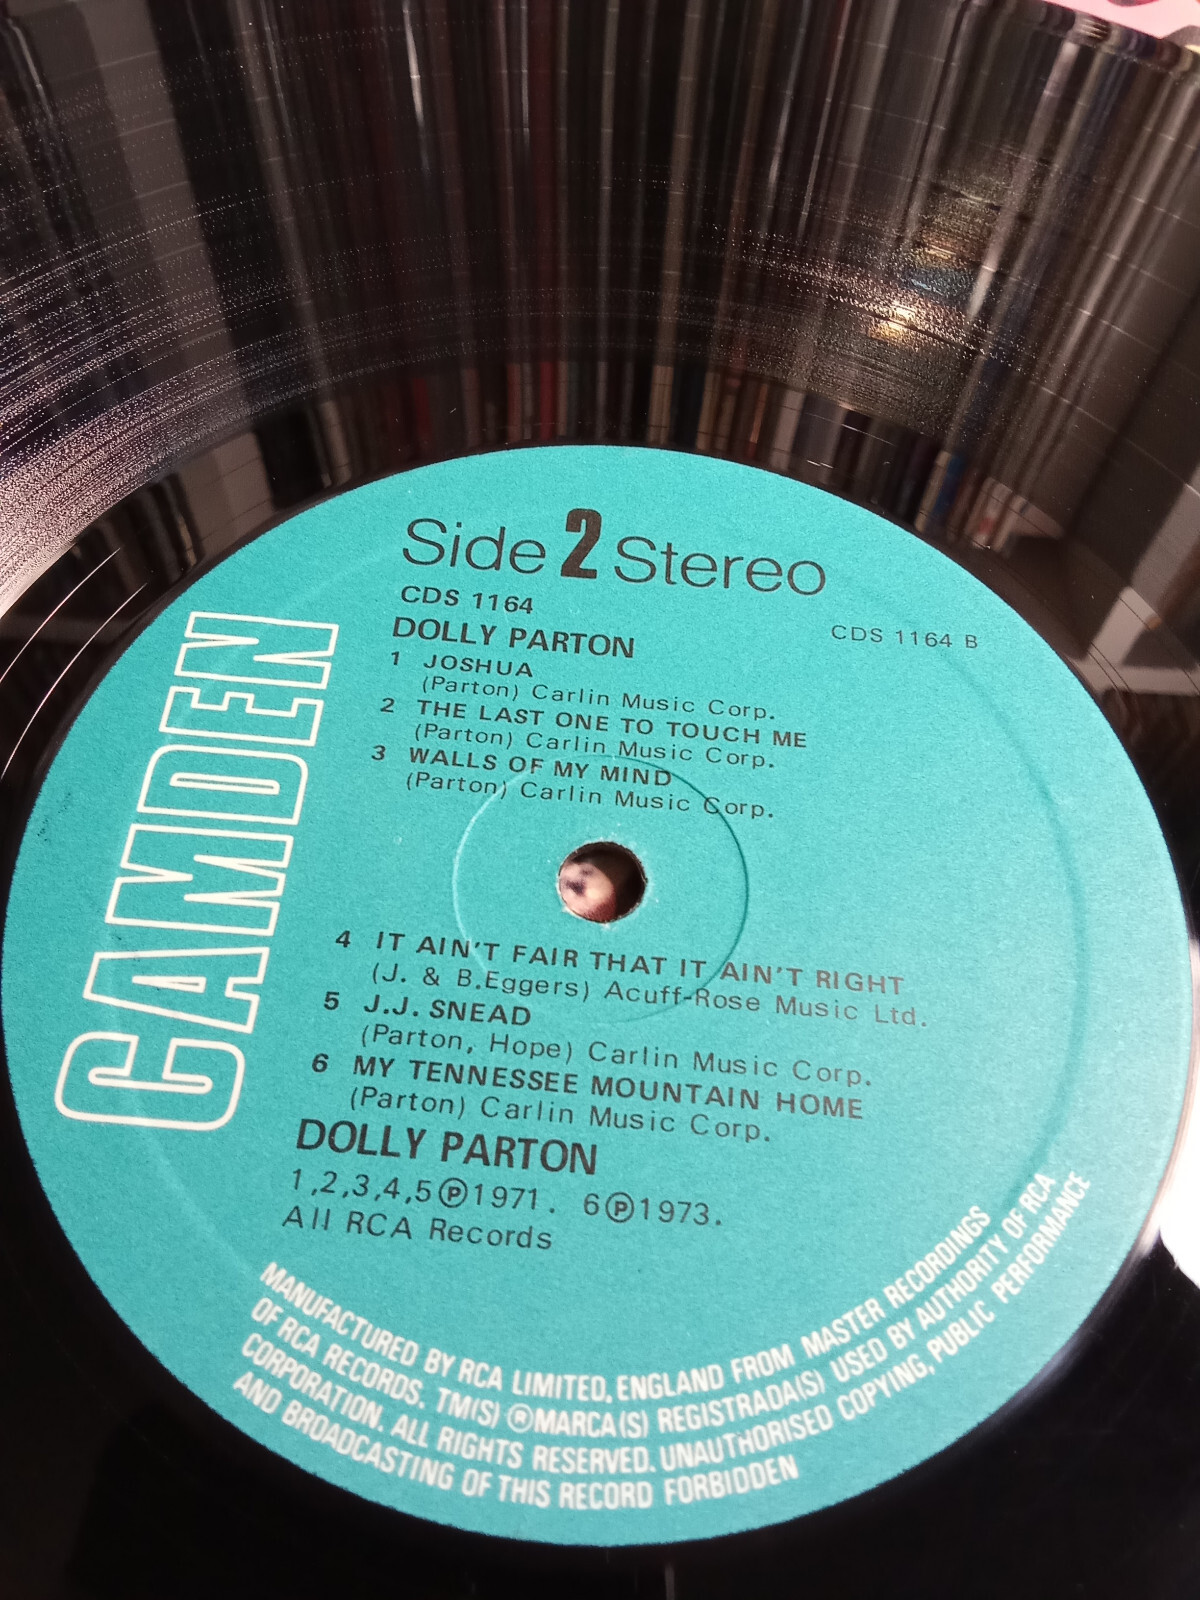 Side 2 Stereo
CDS 1164
CDS 1164 B
DOLLY PARTON
1 JOSHUA
(Parton) Carlin Music Corp.
2 THE LAST ONE TO TOUCH ME
(Parton) Carlin Music Corp.
3 WALLS OF MY MIND
(Parton) Carlin Music Corp.
4 IT AIN'T FAIR THAT IT AIN'T RIGHT
(J. & B.Eggers) Acuff-Rose Music Ltd.
5 J.J. SNEAD
(Parton, Hope) Carlin Music Corp.
6 MY TENNESSEE MOUNTAIN HOME
(Parton) Carlin Music Corp.
DOLLY PARTON
1,2,3,4,5℗1971. 6℗1973.
All RCA Records
CAMDEN
MANUFACTURED BY RCA LIMITED, ENGLAND FROM MASTER RECORDINGS
OF RCA RECORDS. TM(S) ®MARCA(S) REGISTRADA(S) USED BY AUTHORITY OF RCA
CORPORATION. ALL RIGHTS RESERVED. UNAUTHORISED COPYING, PUBLIC PERFORMANCE
AND BROADCASTING OF THIS RECORD FORBIDDEN